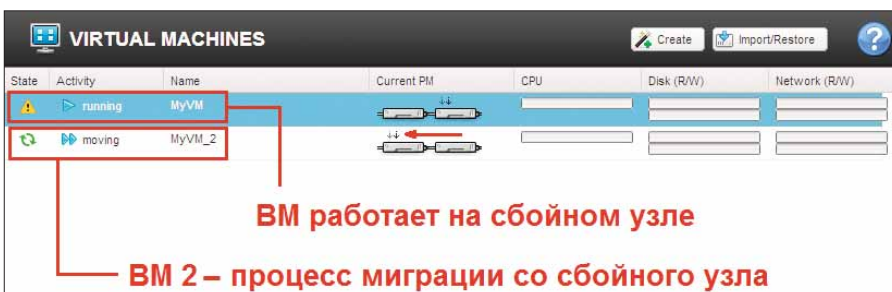 VIRTUAL MACHINES
Create
Import/Restore
?
State Activity Name Current PM CPU Disk (R/W) Network (R/W)
running MyVM
moving MyVM_2
ВМ работает на сбойном узле
ВМ 2 – процесс миграции со сбойного узла